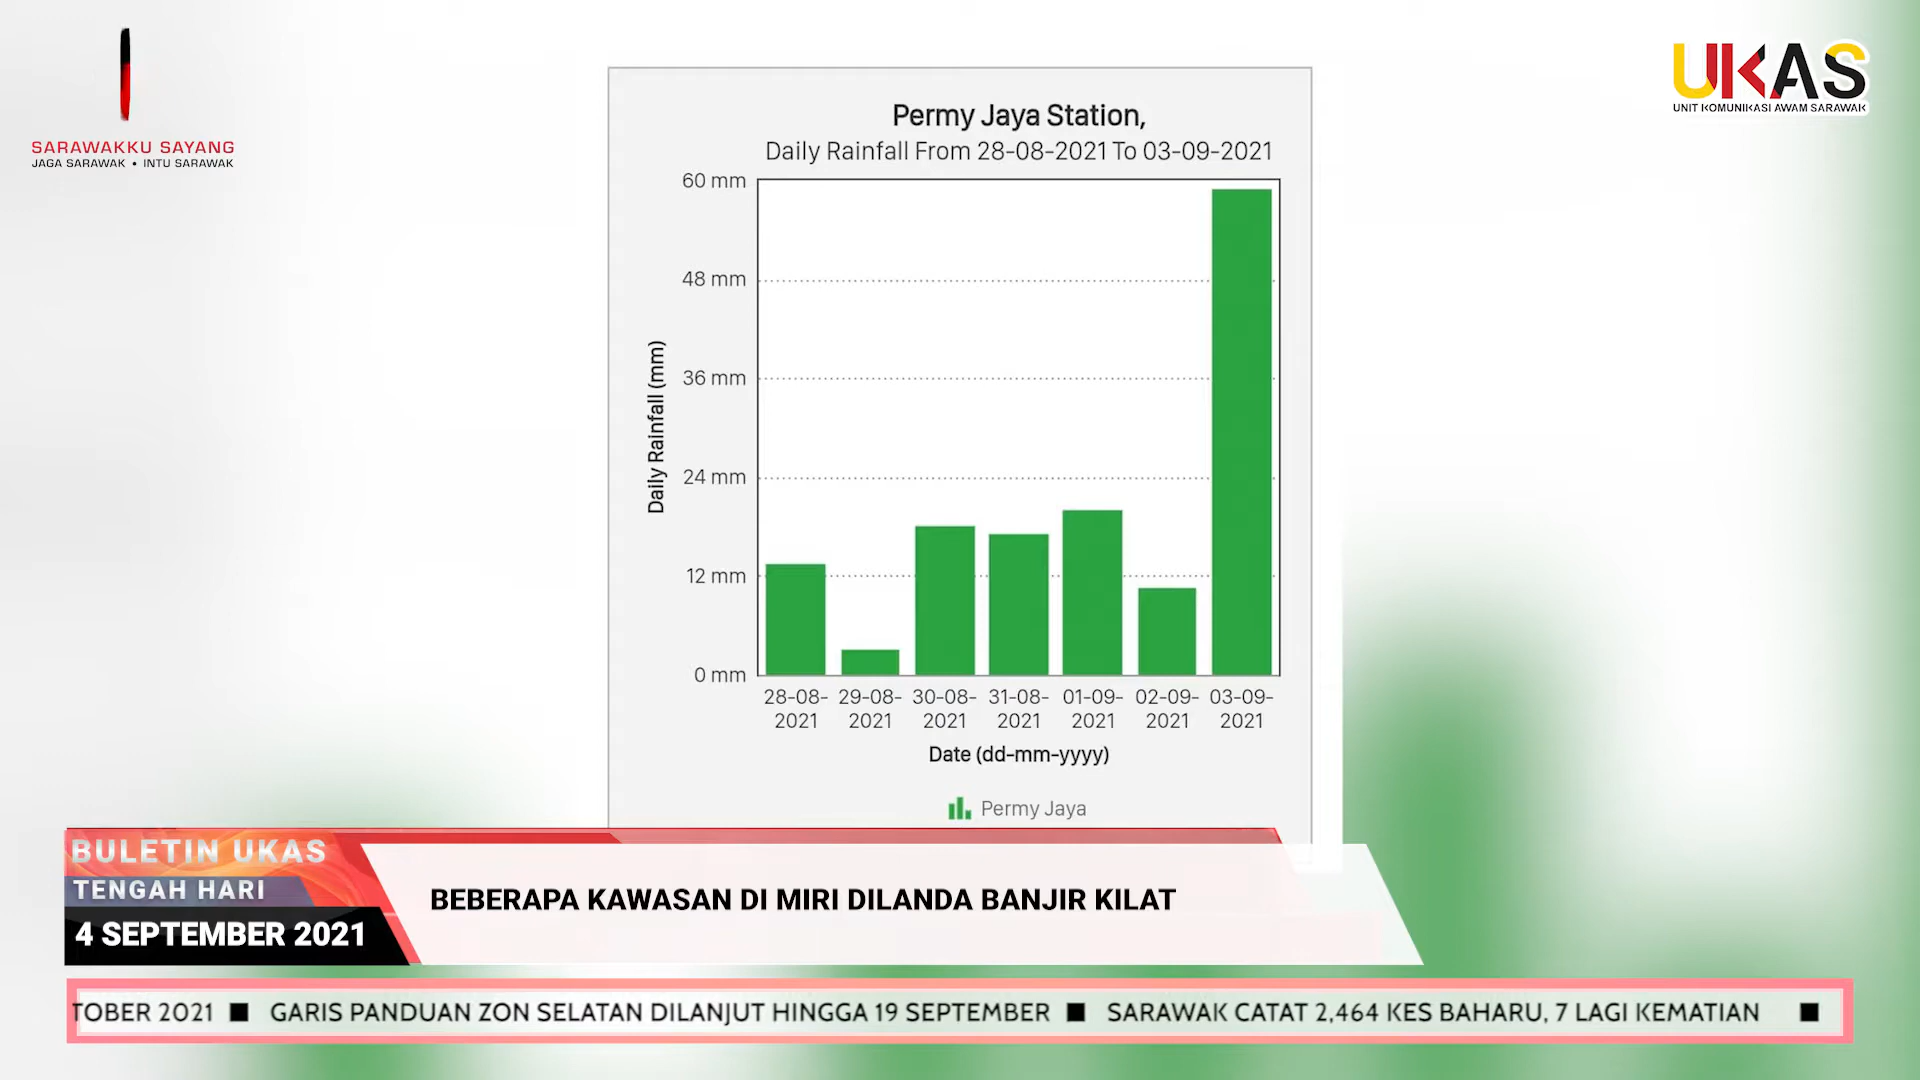 SARAWAKKU SAYANG
JAGA SARAWAK • INTU SARAWAK
UKAS
UNIT KOMUNIKASI AWAM SARAWAK
Permy Jaya Station,
Daily Rainfall From 28-08-2021 To 03-09-2021
Daily Rainfall (mm)
60 mm
48 mm
36 mm
24 mm
12 mm
0 mm
28-08- 29-08- 30-08- 31-08- 01-09- 02-09- 03-09-
2021 2021 2021 2021 2021 2021 2021
Date (dd-mm-yyyy)
Permy Jaya
BULETIN UKAS
TENGAH HARI
4 SEPTEMBER 2021
BEBERAPA KAWASAN DI MIRI DILANDA BANJIR KILAT
TOBER 2021 ■ GARIS PANDUAN ZON SELATAN DILANJUT HINGGA 19 SEPTEMBER ■ SARAWAK CATAT 2,464 KES BAHARU, 7 LAGI KEMATIAN ■